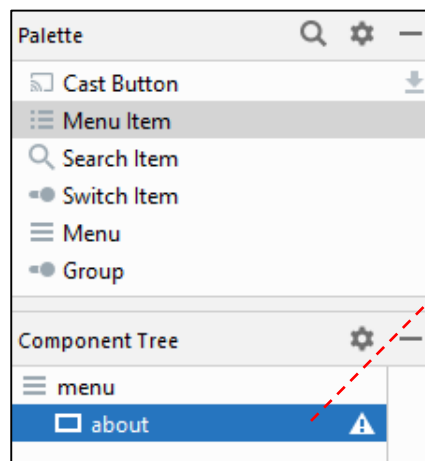 Palette
Cast Button
Menu Item
Search Item
Switch Item
Menu
Group
Component Tree
menu
about